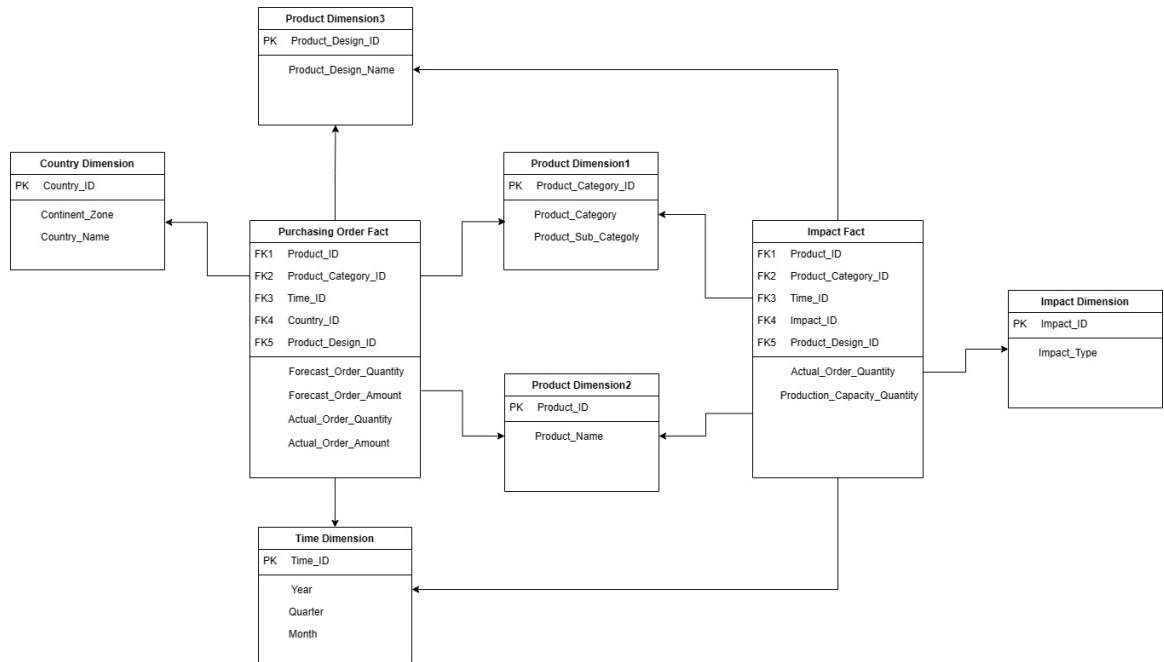 Product Dimension3
PK Product_Design_ID
Product_Design_Name
Country Dimension
PK Country_ID
Continent_Zone
Country_Name
Product Dimension1
PK Product_Category_ID
Product_Category
Product_Sub_Categoly
Purchasing Order Fact
FK1 Product_ID
FK2 Product_Category_ID
FK3 Time_ID
FK4 Country_ID
FK5 Product_Design_ID
Forecast_Order_Quantity
Forecast_Order_Amount
Actual_Order_Quantity
Actual_Order_Amount
Impact Fact
FK1 Product_ID
FK2 Product_Category_ID
FK3 Time_ID
FK4 Impact_ID
FK5 Product_Design_ID
Actual_Order_Quantity
Production_Capacity_Quantity
Impact Dimension
PK Impact_ID
Impact_Type
Product Dimension2
PK Product_ID
Product_Name
Time Dimension
PK Time_ID
Year
Quarter
Month